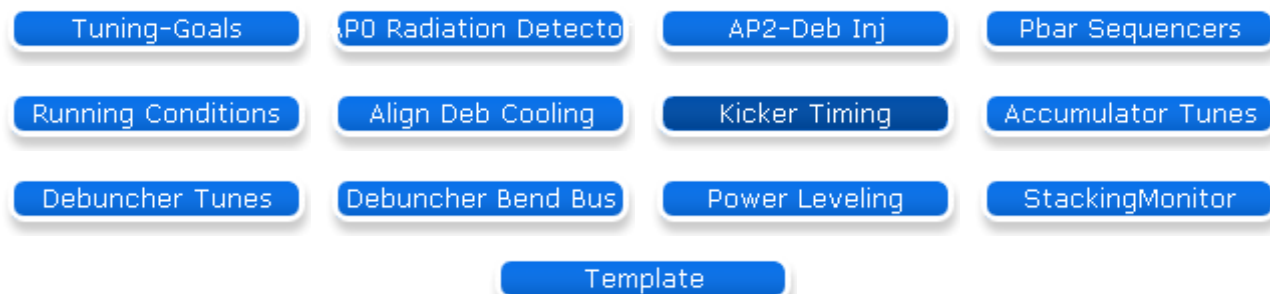 Tuning-Goals
AP0 Radiation Detecto
AP2-Deb Inj
Pbar Sequencers
Running Conditions
Align Deb Cooling
Kicker Timing
Accumulator Tunes
Debuncher Tunes
Debuncher Bend Bus
Power Leveling
StackingMonitor
Template